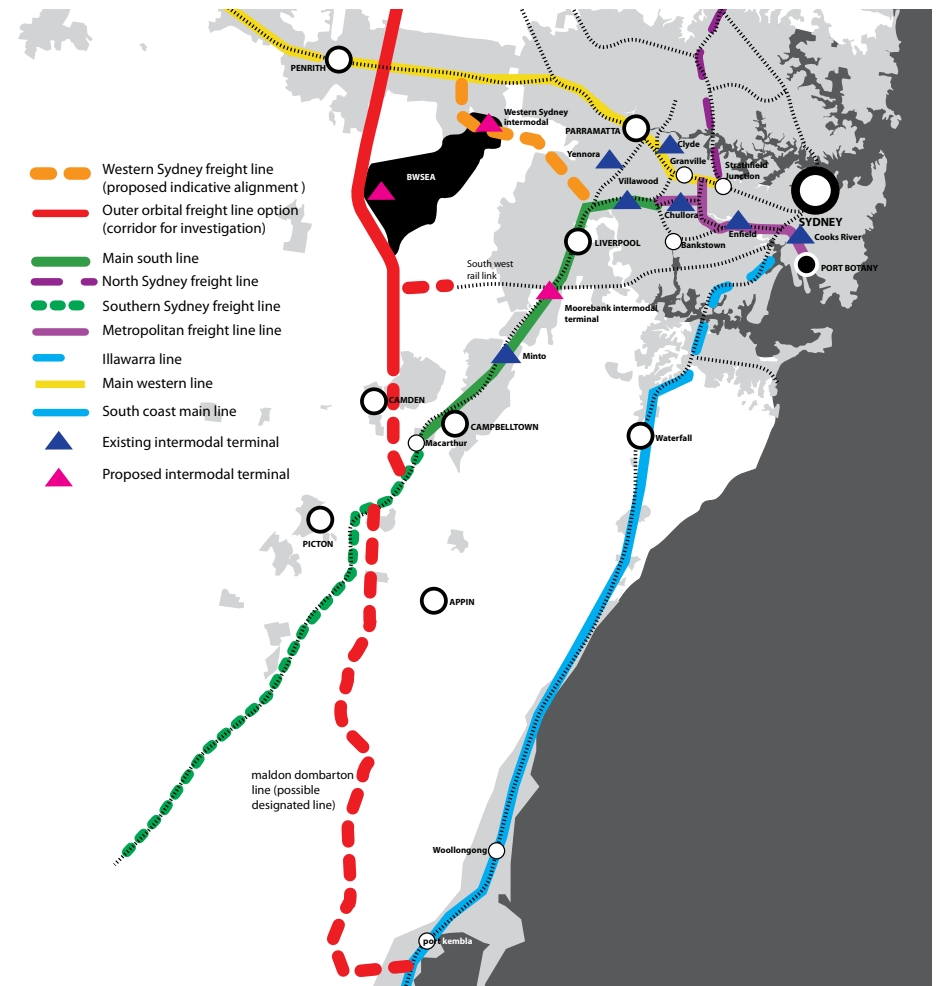 PENRITH
Western Sydney
intermodal
PARRAMATTA
Clyde
Yennora
Granville
Strathfield
Junction
BWSEA
Villawood
SYDNEY
Chullora
Enfield
Cooks River
LIVERPOOL
Bankstown
PORT BOTANY
South west
rail link
Moorebank intermodal
terminal
Minto
CAMDEN
CAMPBELLTOWN
Macarthur
Waterfall
PICTON
APPIN
maldon dombarton
line (possible
designated line)
Woollongong
port kembla
Western Sydney freight line
(proposed indicative alignment )
Outer orbital freight line option
(corridor for investigation)
Main south line
North Sydney freight line
Southern Sydney freight line
Metropolitan freight line line
Illawarra line
Main western line
South coast main line
Existing intermodal terminal
Proposed intermodal terminal